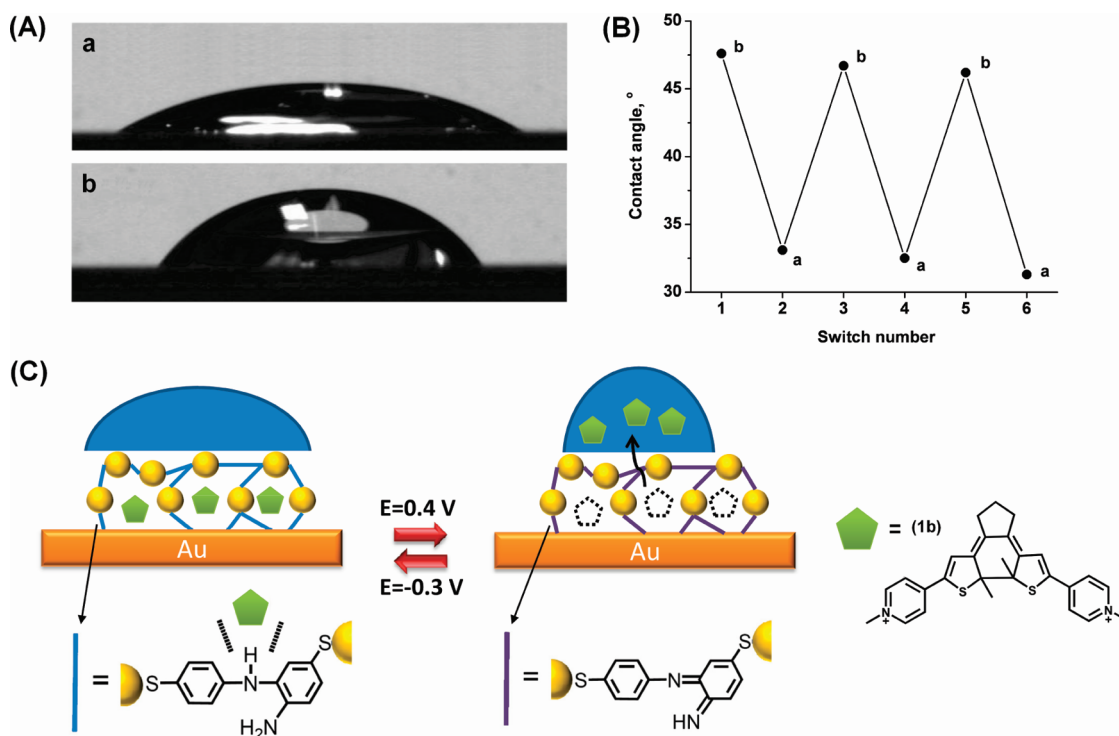 (A)
a
b
(B)
50
45
40
35
30
Contact angle, °
b
b
b
a
a
a
1 2 3 4 5 6
Switch number
(C)
Au
E=0.4 V
E=-0.3 V
Au
= (1b)
S S
N N
+ +
=
S
H
N
S
H₂N
=
S
N
S
HN